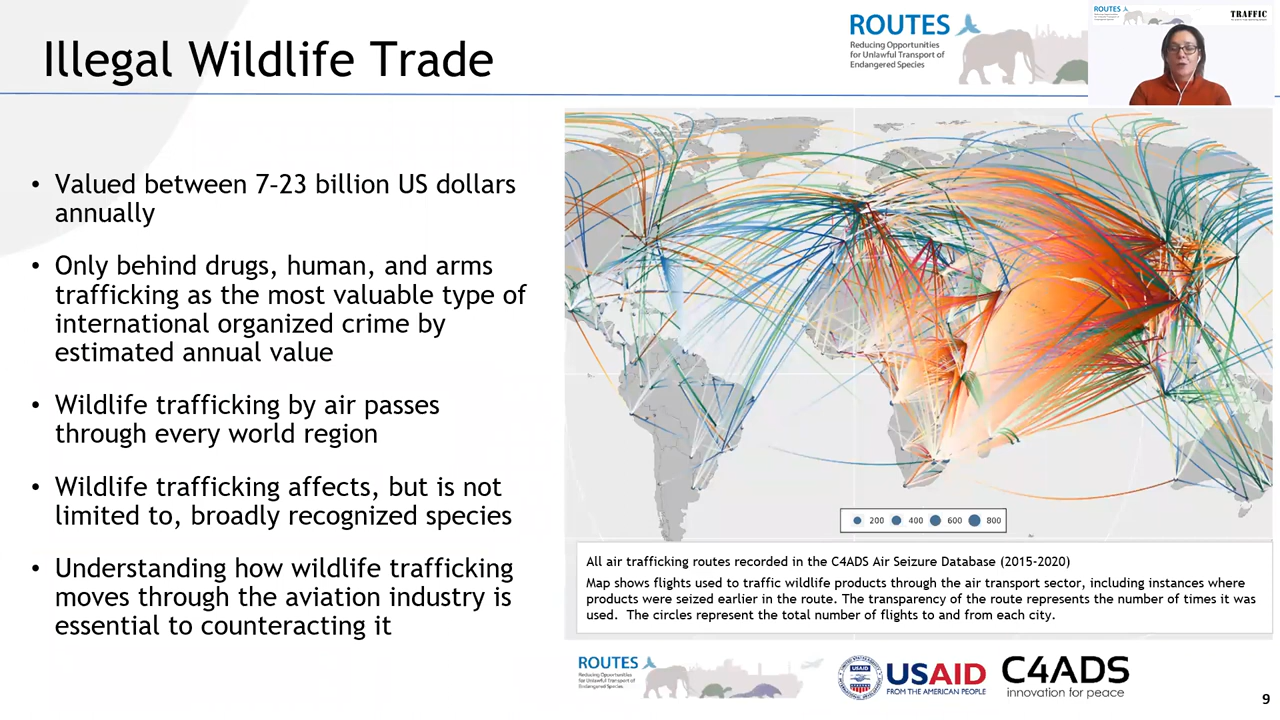 Illegal Wildlife Trade
ROUTES
Reducing Opportunities
for Unlawful Transport of
Endangered Species
ROUTES
TRAFFIC
• Valued between 7-23 billion US dollars
annually
• Only behind drugs, human, and arms
trafficking as the most valuable type of
international organized crime by
estimated annual value
• Wildlife trafficking by air passes
through every world region
• Wildlife trafficking affects, but is not
limited to, broadly recognized species
• Understanding how wildlife trafficking
moves through the aviation industry is
essential to counteracting it
200 400 600 800
All air trafficking routes recorded in the C4ADS Air Seizure Database (2015-2020)
Map shows flights used to traffic wildlife products through the air transport sector, including instances where
products were seized earlier in the route. The transparency of the route represents the number of times it was
used. The circles represent the total number of flights to and from each city.
ROUTES
Reducing Opportunities
for Unlawful Transport of
Endangered Species
USAID
USAID
FROM THE AMERICAN PEOPLE
C4ADS
innovation for peace
9